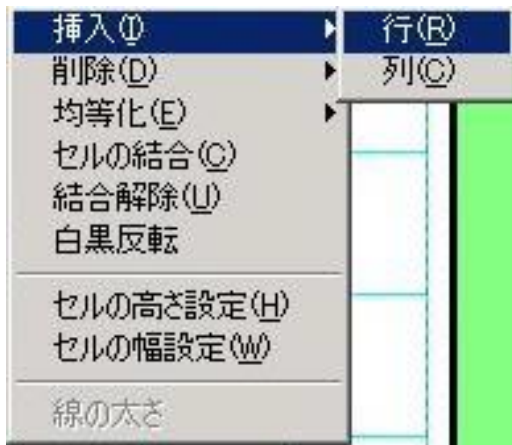 挿入(I)
行(R)
列(C)
削除(D)
均等化(E)
セルの結合(C)
結合解除(U)
白黒反転
セルの高さ設定(H)
セルの幅設定(W)
線の太さ